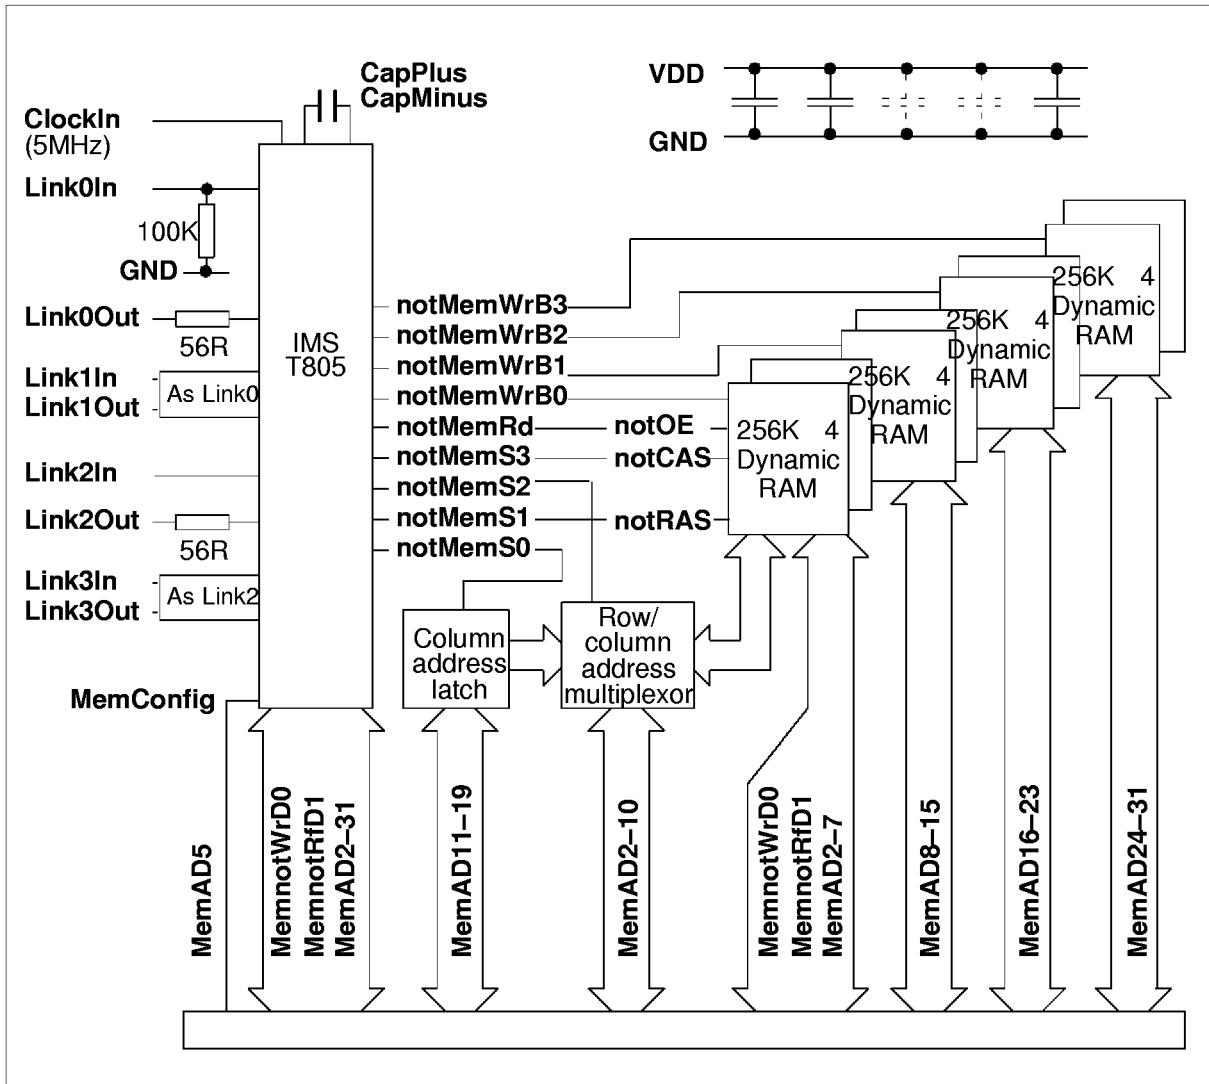 CapPlus
CapMinus
VDD
GND
ClockIn
(5MHz)
Link0In
100K
GND
Link0Out
56R
Link1In
Link1Out
As Link0
Link2In
Link2Out
56R
Link3In
Link3Out
As Link2
MemConfig
IMS
T805
notMemWrB3
notMemWrB2
notMemWrB1
notMemWrB0
notMemRd
notMemS3
notMemS2
notMemS1
notMemS0
notOE
notCAS
notRAS
256K 4
Dynamic
RAM
256K 4
Dynamic
RAM
256K 4
Dynamic
RAM
256K 4
Dynamic
RAM
Column
address
latch
Row/
column
address
multiplexor
MemAD5
MemnotWrD0
MemnotRfD1
MemAD2–31
MemAD11–19
MemAD2–10
MemnotWrD0
MemnotRfD1
MemAD2–7
MemAD8–15
MemAD16–23
MemAD24–31